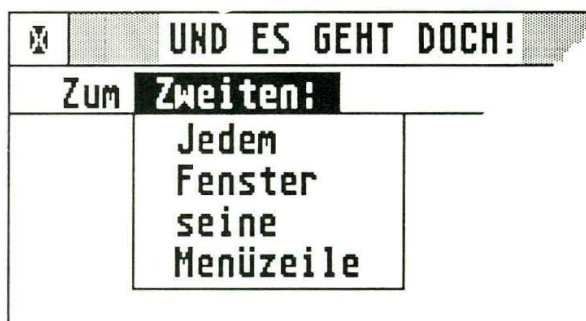 UND ES GEHT DOCH!
Zum Zweiten:
Jedem
Fenster
seine
Menüzeile